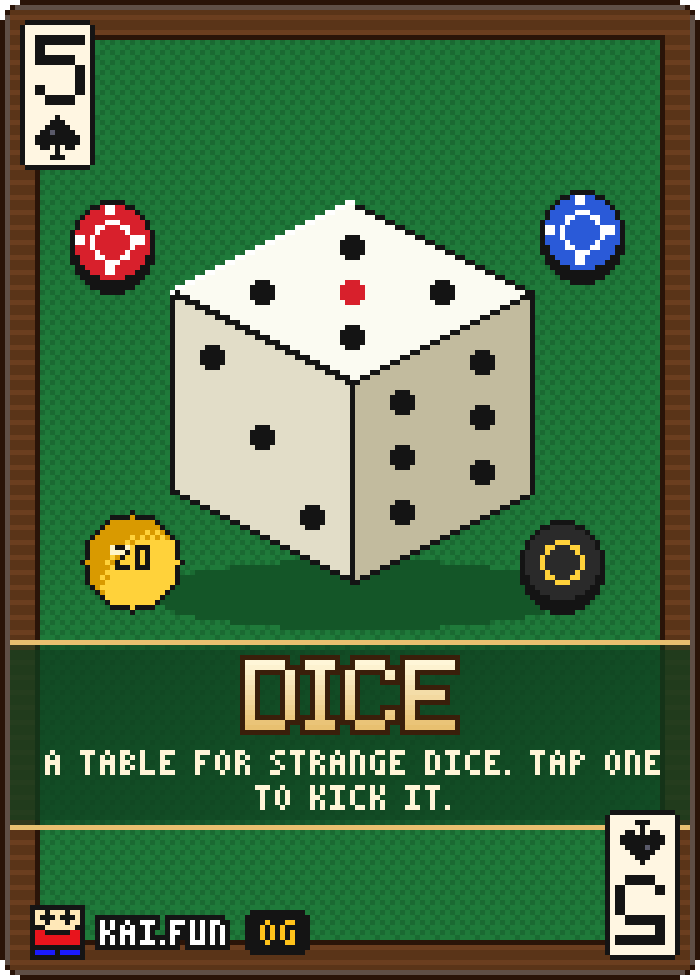 5
20
DICE
A TABLE FOR STRANGE DICE. TAP ONE
TO KICK IT.
5
KAI.FUN OG